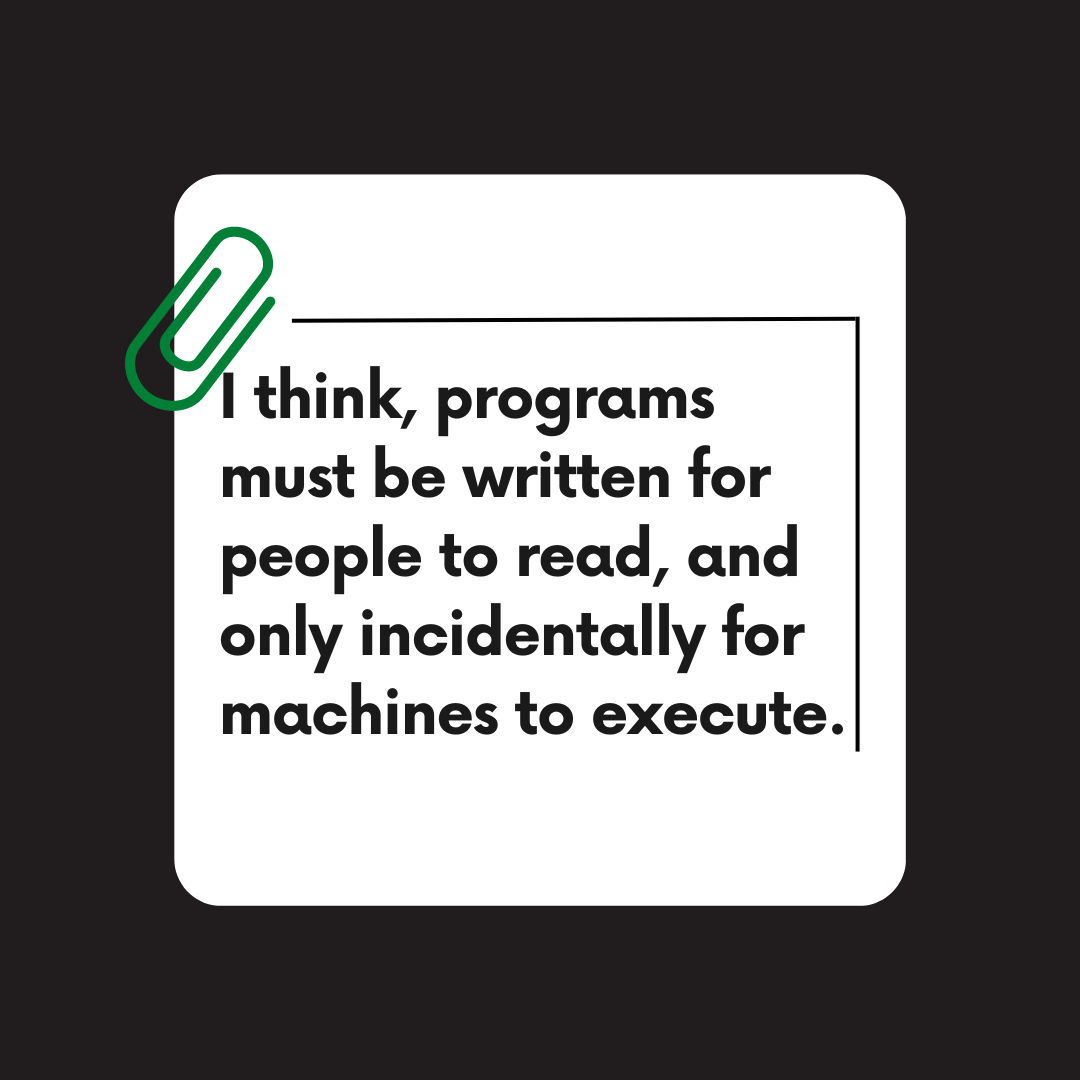 I think, programs
must be written for
people to read, and
only incidentally for
machines to execute.